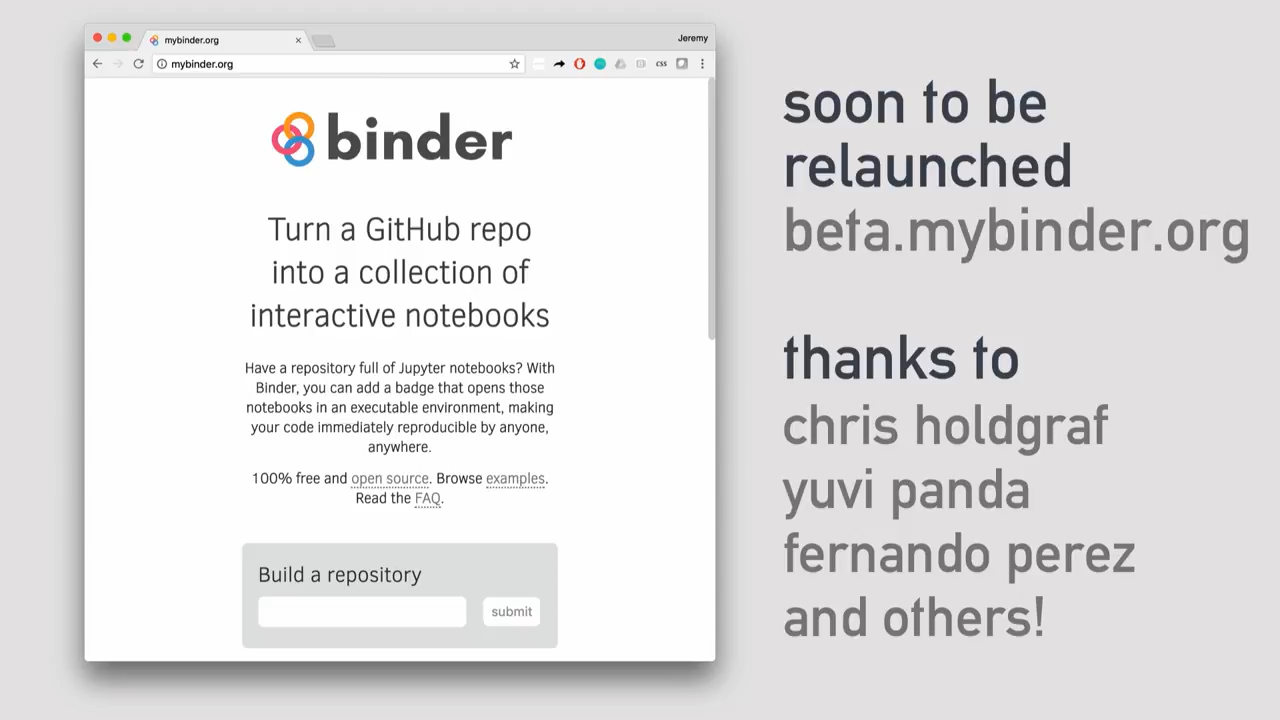 mybinder.org
Jeremy
mybinder.org
css
binder
Turn a GitHub repo
into a collection of
interactive notebooks
Have a repository full of Jupyter notebooks? With
Binder, you can add a badge that opens those
notebooks in an executable environment, making
your code immediately reproducible by anyone,
anywhere.
100% free and open source. Browse examples.
Read the FAQ.
Build a repository
submit
soon to be
relaunched
beta.mybinder.org
thanks to
chris holdgraf
yuvi panda
fernando perez
and others!